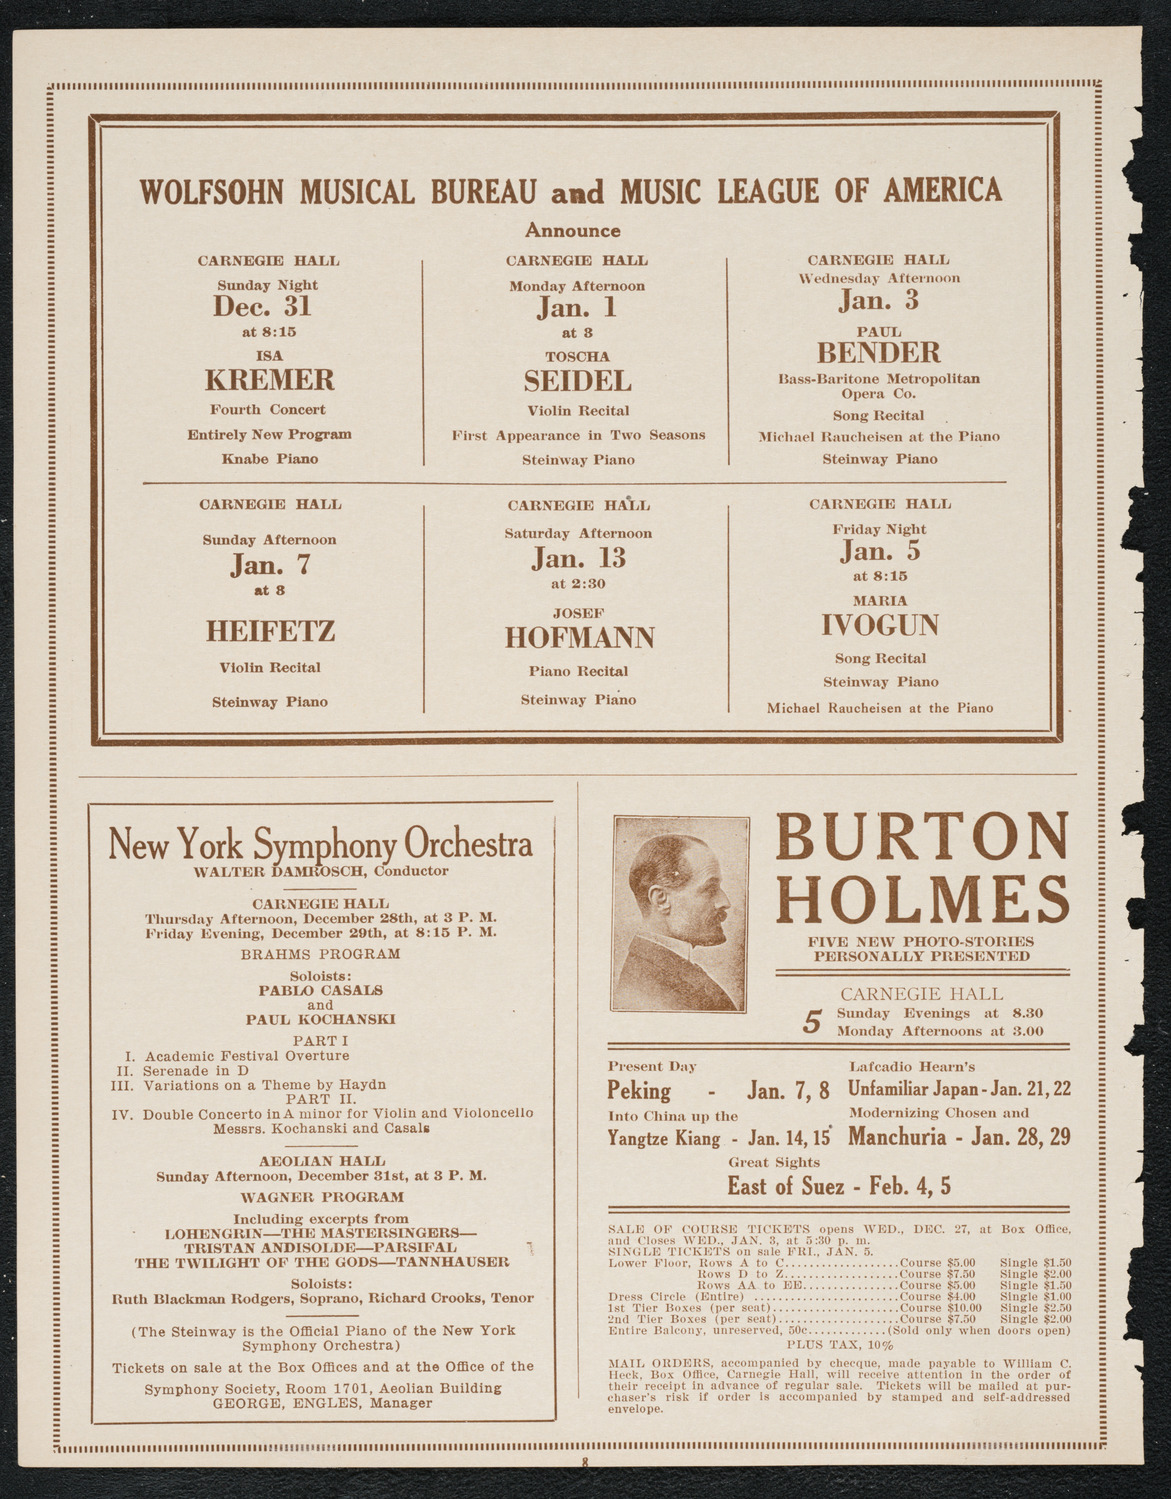 WOLFSOHN MUSICAL BUREAU and MUSIC LEAGUE OF AMERICA
Announce
CARNEGIE HALL
Sunday Night
Dec. 31
at 8:15
ISA
KREMER
Fourth Concert
Entirely New Program
Knabe Piano
CARNEGIE HALL
Monday Afternoon
Jan. 1
at 3
TOSCHA
SEIDEL
Violin Recital
First Appearance in Two Seasons
Steinway Piano
CARNEGIE HALL
Wednesday Afternoon
Jan. 3
PAUL
BENDER
Bass-Baritone Metropolitan
Opera Co.
Song Recital
Michael Raucheisen at the Piano
Steinway Piano
CARNEGIE HALL
Sunday Afternoon
Jan. 7
at 3
HEIFETZ
Violin Recital
Steinway Piano
CARNEGIE HALL
Saturday Afternoon
Jan. 13
at 2:30
JOSEF
HOFMANN
Piano Recital
Steinway Piano
CARNEGIE HALL
Friday Night
Jan. 5
at 8:15
MARIA
IVOGUN
Song Recital
Steinway Piano
Michael Raucheisen at the Piano
New York Symphony Orchestra
WALTER DAMROSCH, Conductor
CARNEGIE HALL
Thursday Afternoon, December 28th, at 3 P. M.
Friday Evening, December 29th, at 8:15 P. M.
BRAHMS PROGRAM
Soloists:
PABLO CASALS
and
PAUL KOCHANSKI
PART I
I. Academic Festival Overture
II. Serenade in D
III. Variations on a Theme by Haydn
PART II.
IV. Double Concerto in A minor for Violin and Violoncello
Messrs. Kochanski and Casals
AEOLIAN HALL
Sunday Afternoon, December 31st, at 3 P. M.
WAGNER PROGRAM
Including excerpts from
LOHENGRIN—THE MASTERSINGERS—
TRISTAN ANDISOLDE—PARSIFAL
THE TWILIGHT OF THE GODS—TANNHAUSER
Soloists:
Ruth Blackman Rodgers, Soprano, Richard Crooks, Tenor
(The Steinway is the Official Piano of the New York
Symphony Orchestra)
Tickets on sale at the Box Offices and at the Office of the
Symphony Society, Room 1701, Aeolian Building
GEORGE, ENGLES, Manager
BURTON
HOLMES
FIVE NEW PHOTO-STORIES
PERSONALLY PRESENTED
CARNEGIE HALL
5 Sunday Evenings at 8.30
Monday Afternoons at 3.00
Present Day
Peking - Jan. 7, 8
Lafcadio Hearn's
Unfamiliar Japan - Jan. 21, 22
Into China up the
Yangtze Kiang - Jan. 14, 15
Modernizing Chosen and
Manchuria - Jan. 28, 29
Great Sights
East of Suez - Feb. 4, 5
SALE OF COURSE TICKETS opens WED., DEC. 27, at Box Office,
and Closes WED., JAN. 3, at 5:30 p. m.
SINGLE TICKETS on sale FRI., JAN. 5.
Lower Floor, Rows A to C....................Course $5.00 Single $1.50
Rows D to Z....................Course $7.50 Single $2.00
Rows AA to EE.................Course $5.00 Single $1.50
Dress Circle (Entire) .........................Course $4.00 Single $1.00
1st Tier Boxes (per seat)......................Course $10.00 Single $2.50
2nd Tier Boxes (per seat)......................Course $7.50 Single $2.00
Entire Balcony, unreserved, 50c.............(Sold only when doors open)
PLUS TAX, 10%
MAIL ORDERS, accompanied by checque, made payable to William C.
Heck, Box Office, Carnegie Hall, will receive attention in the order of
their receipt in advance of regular sale. Tickets will be mailed at pur-
chaser's risk if order is accompanied by stamped and self-addressed
envelope.
8